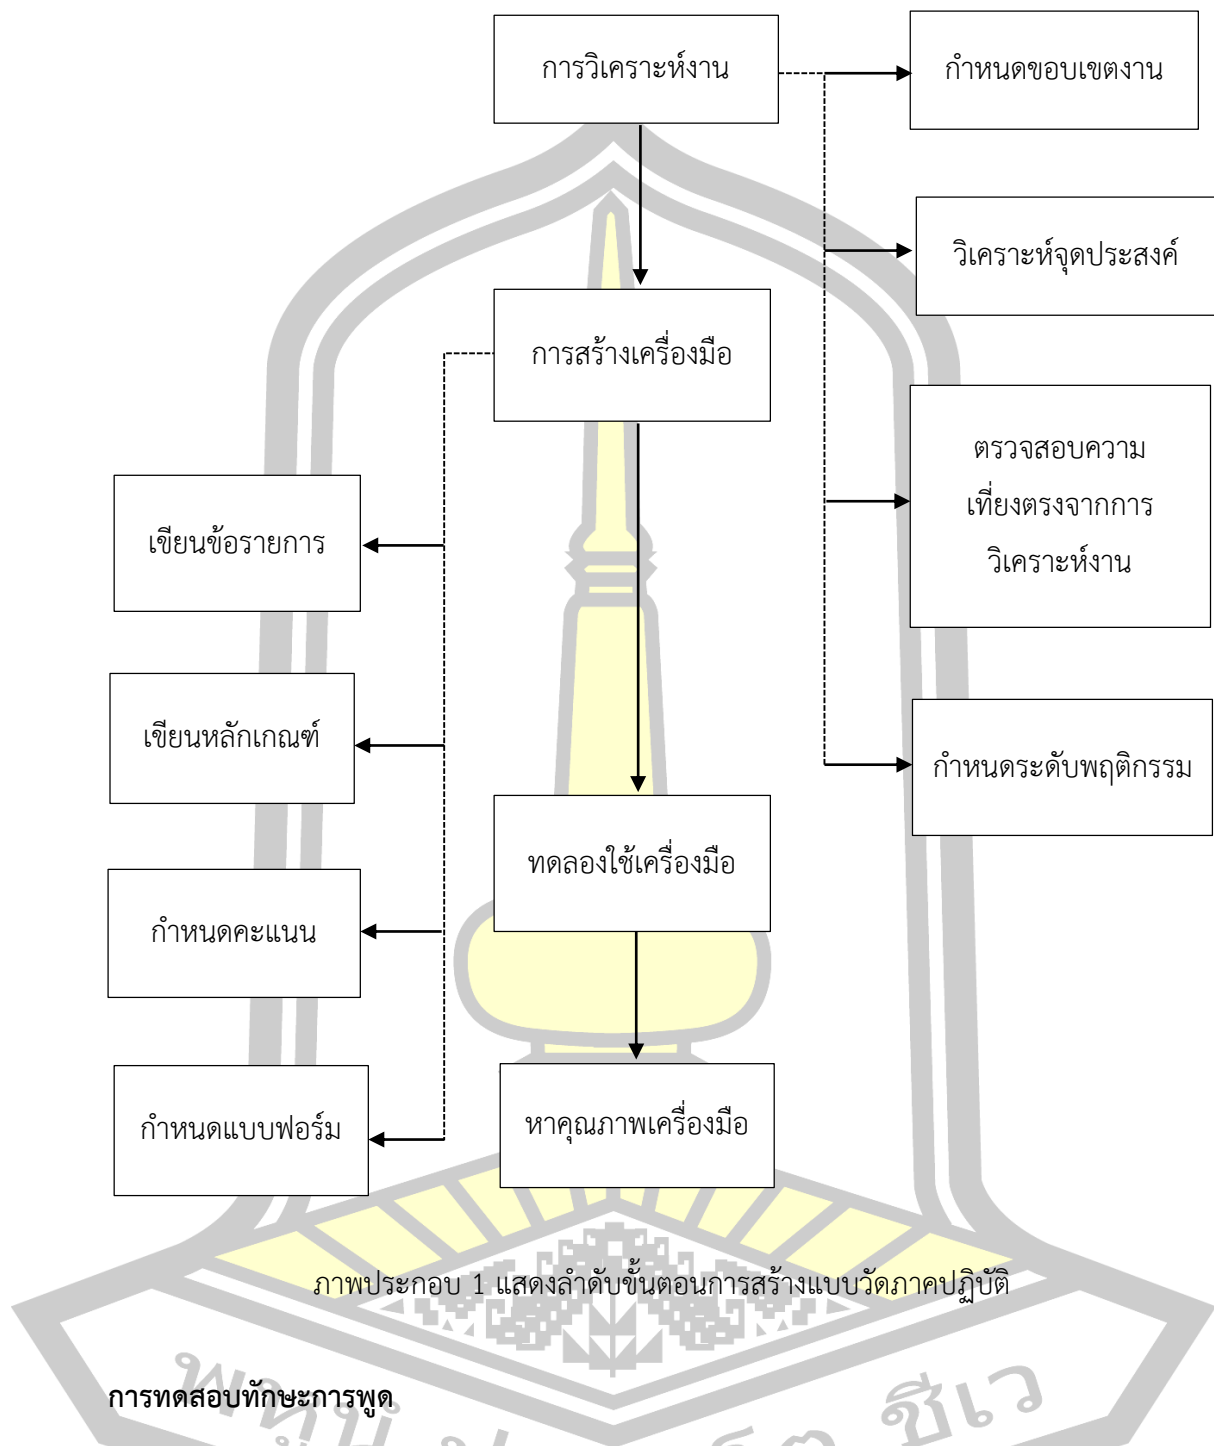 การวิเคราะห์งาน
กำหนดขอบเขตงาน
วิเคราะห์จุดประสงค์
การสร้างเครื่องมือ
ตรวจสอบความ
เที่ยงตรงจากการ
วิเคราะห์งาน
เขียนข้อรายการ
เขียนหลักเกณฑ์
กำหนดระดับพฤติกรรม
ทดลองใช้เครื่องมือ
กำหนดคะแนน
หาคุณภาพเครื่องมือ
กำหนดแบบฟอร์ม
ภาพประกอบ 1 แสดงลำดับขั้นตอนการสร้างแบบวัดภาคปฏิบัติ
การทดสอบทักษะการพูด
ชีเว